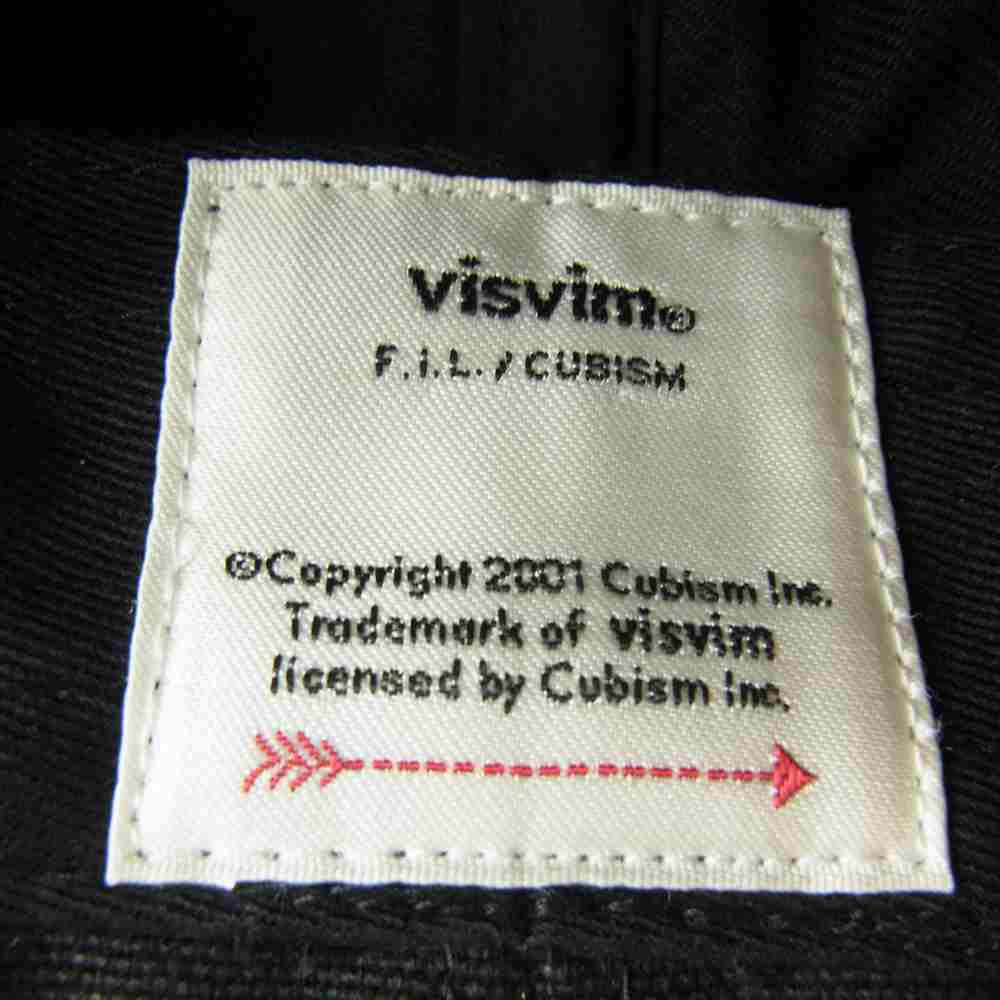 visvim®
F.i.L. / CUBISM
©Copyright 2001 Cubism Inc.
Trademark of visvim
licensed by Cubism Inc.